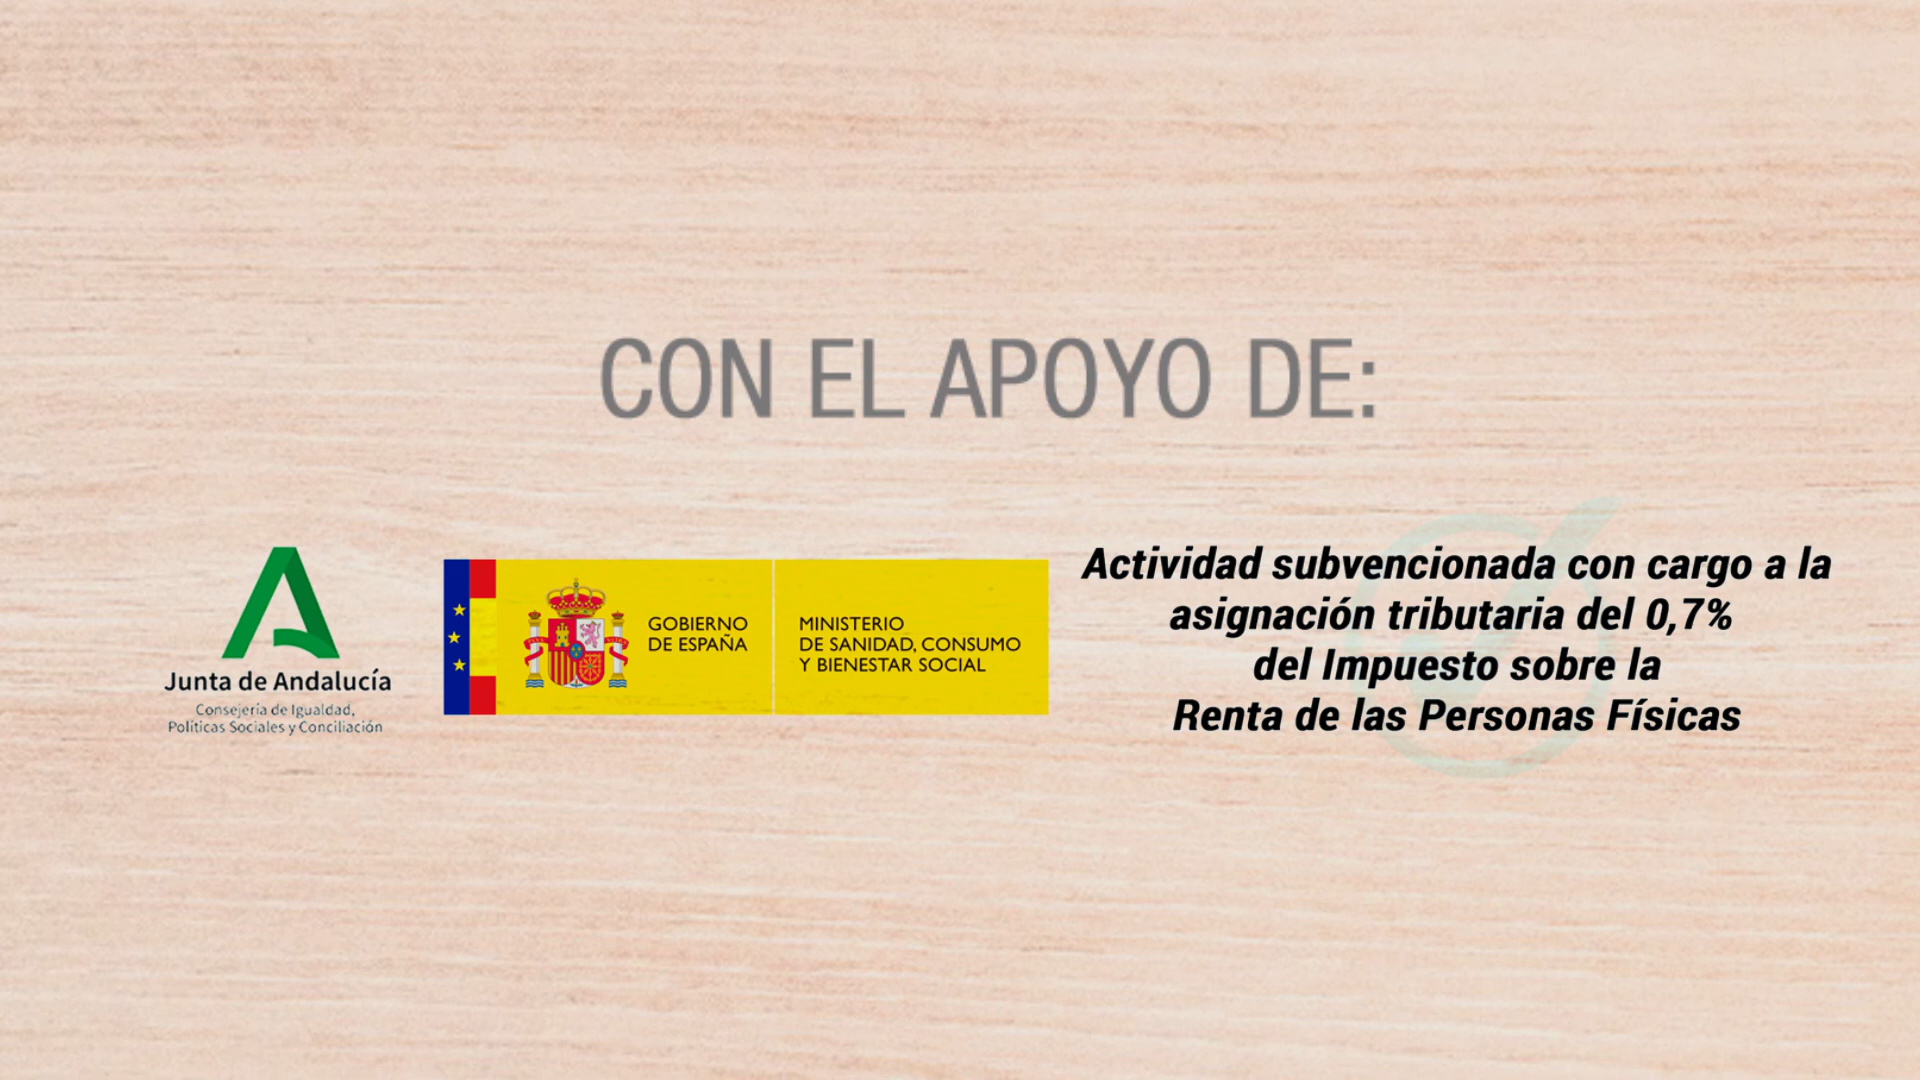 CON EL APOYO DE:
Junta de Andalucía
Consejería de Igualdad,
Políticas Sociales y Conciliación
GOBIERNO
DE ESPAÑA
MINISTERIO
DE SANIDAD, CONSUMO
Y BIENESTAR SOCIAL
Actividad subvencionada con cargo a la
asignación tributaria del 0,7%
del Impuesto sobre la
Renta de las Personas Físicas